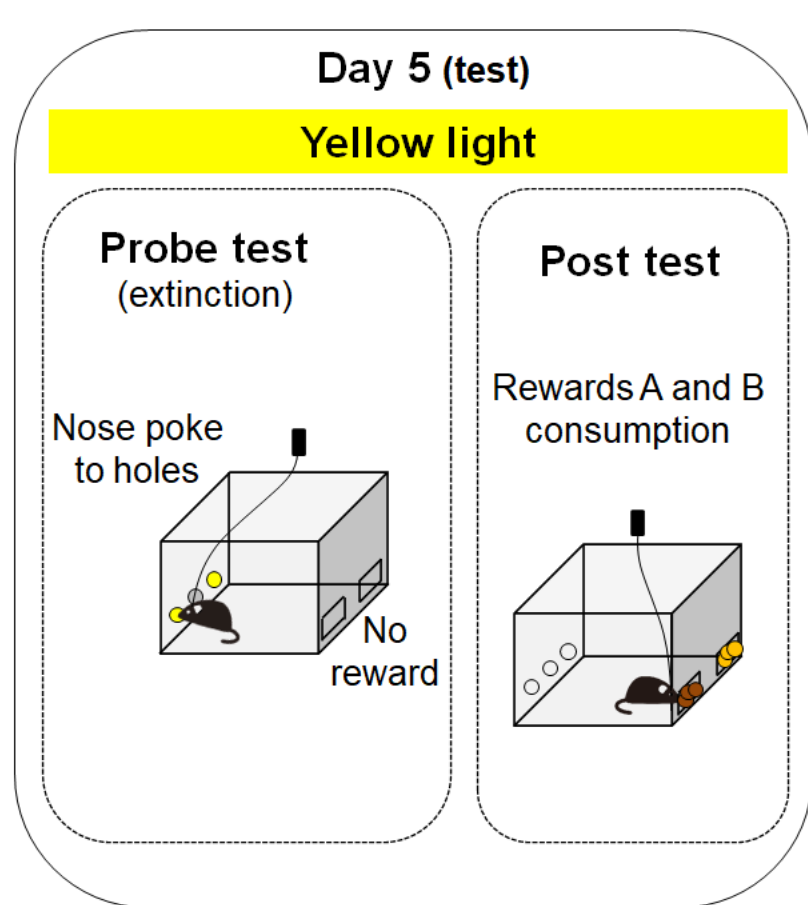 Day 5 (test)
Yellow light
Probe test
(extinction)
Nose poke
to holes
No
reward
Post test
Rewards A and B
consumption